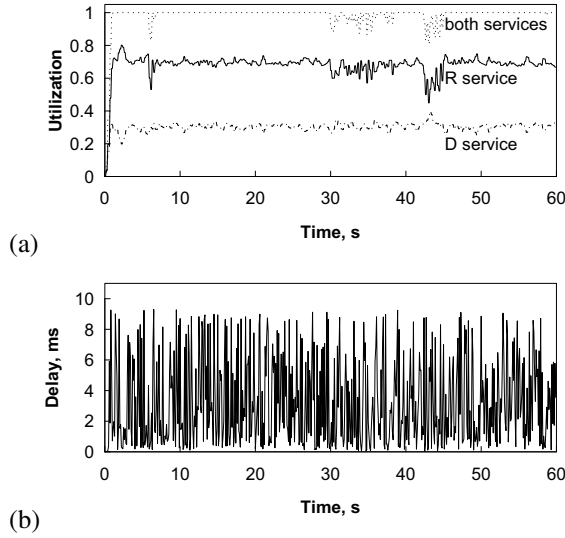 1
both services
0.8
R service
0.6
0.4
D service
0.2
0
Utilization
0 10 20 30 40 50 60
Time, s
(a)
10
8
6
4
2
0
Delay, ms
0 10 20 30 40 50 60
Time, s
(b)